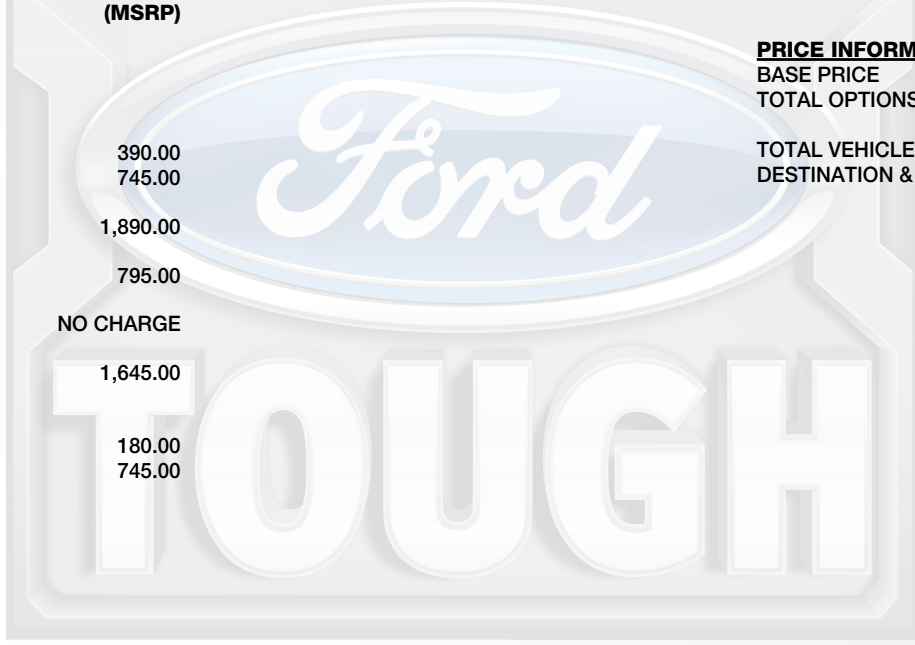 (MSRP)
PRICE INFORM
BASE PRICE
TOTAL OPTIONS
390.00
745.00
TOTAL VEHICLE
DESTINATION &
1,890.00
795.00
NO CHARGE
1,645.00
180.00
745.00
Ford
TOUGH